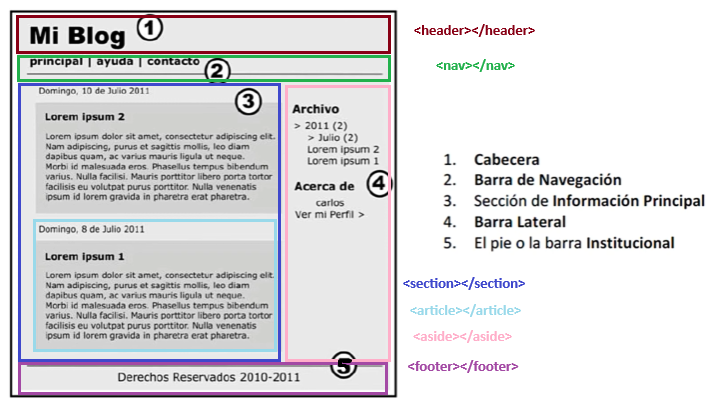 Mi Blog
1
<header></header>
principal | ayuda | contacto
2
<nav></nav>
Domingo, 10 de Julio 2011
3
Lorem ipsum 2
Lorem ipsum dolor sit amet, consectetur adipiscing elit.
Nam adipiscing, purus et sagittis mollis, leo diam
dapibus quam, ac varius mauris ligula ut neque.
Morbi id malesuada eros. Phasellus tempus bibendum
varius. Nulla facilisi. Mauris porttitor libero porta tortor
facilisis eu volutpat purus porttitor. Nulla venenatis
ipsum id lorem gravida in pharetra erat pharetra.
Domingo, 8 de Julio 2011
Lorem ipsum 1
Lorem ipsum dolor sit amet, consectetur adipiscing elit.
Nam adipiscing, purus et sagittis mollis, leo diam
dapibus quam, ac varius mauris ligula ut neque.
Morbi id malesuada eros. Phasellus tempus bibendum
varius. Nulla facilisi. Mauris porttitor libero porta tortor
facilisis eu volutpat purus porttitor. Nulla venenatis
ipsum id lorem gravida in pharetra erat pharetra.
Archivo
> 2011 (2)
> Julio (2)
Lorem ipsum 2
Lorem ipsum 1
Acerca de
4
carlos
Ver mi Perfil >
5
Derechos Reservados 2010-2011
1. Cabecera
2. Barra de Navegación
3. Sección de Información Principal
4. Barra Lateral
5. El pie o la barra Institucional
<section></section>
<article></article>
<aside></aside>
<footer></footer>